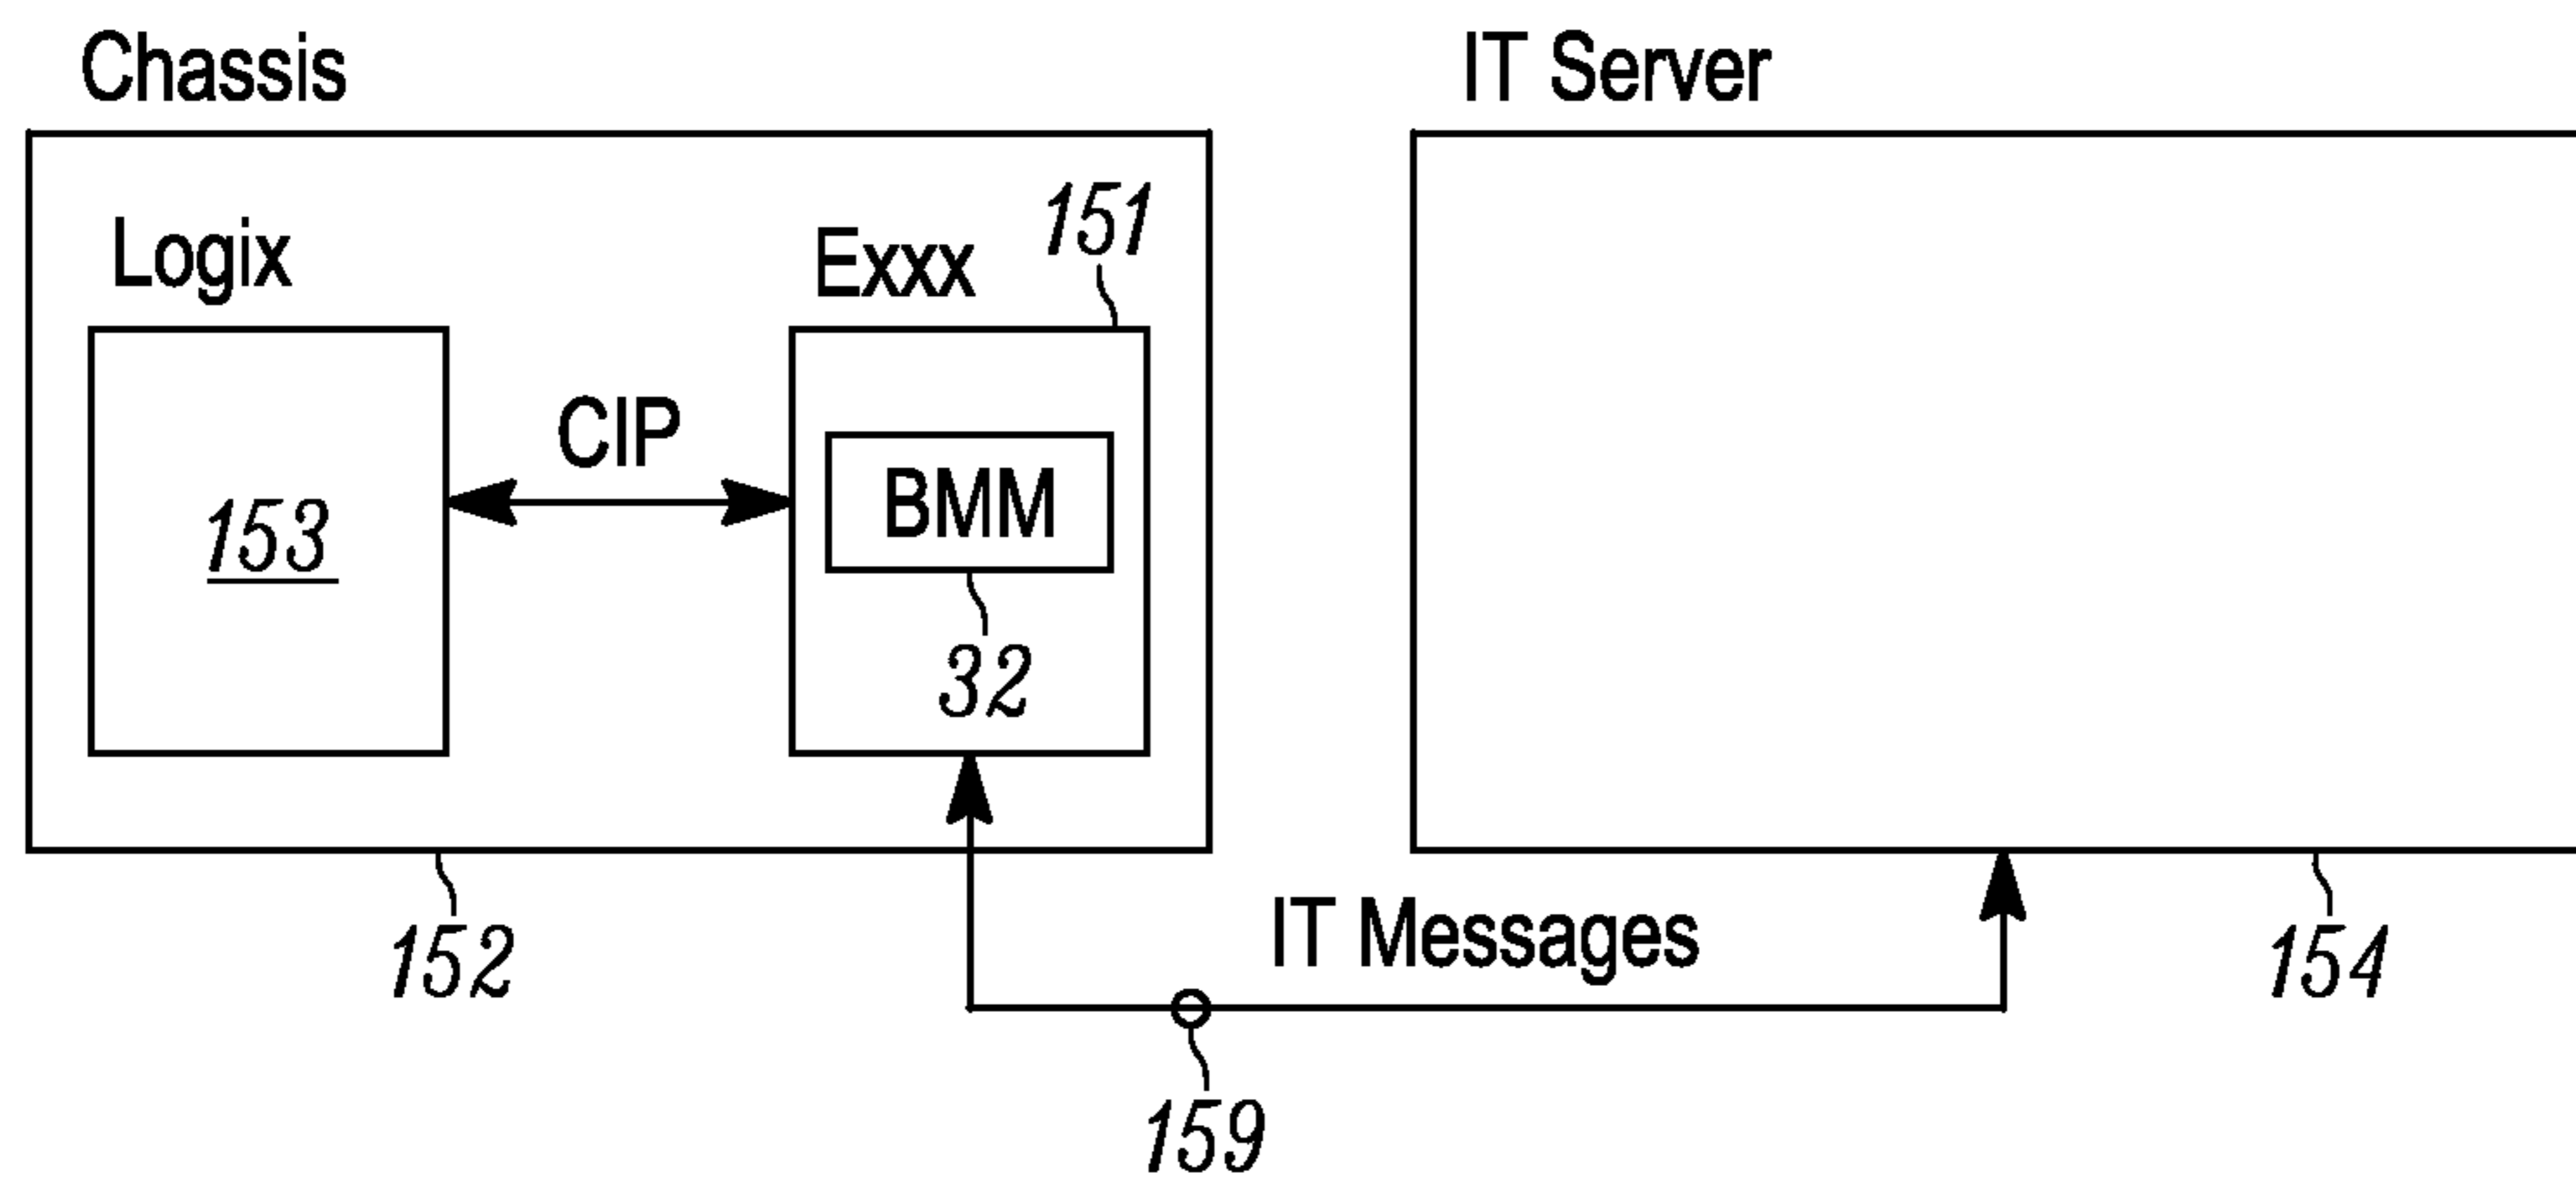 Chassis
IT Server
Logix
Exxx
151
CIP
153
BMM
32
152
IT Messages
154
159